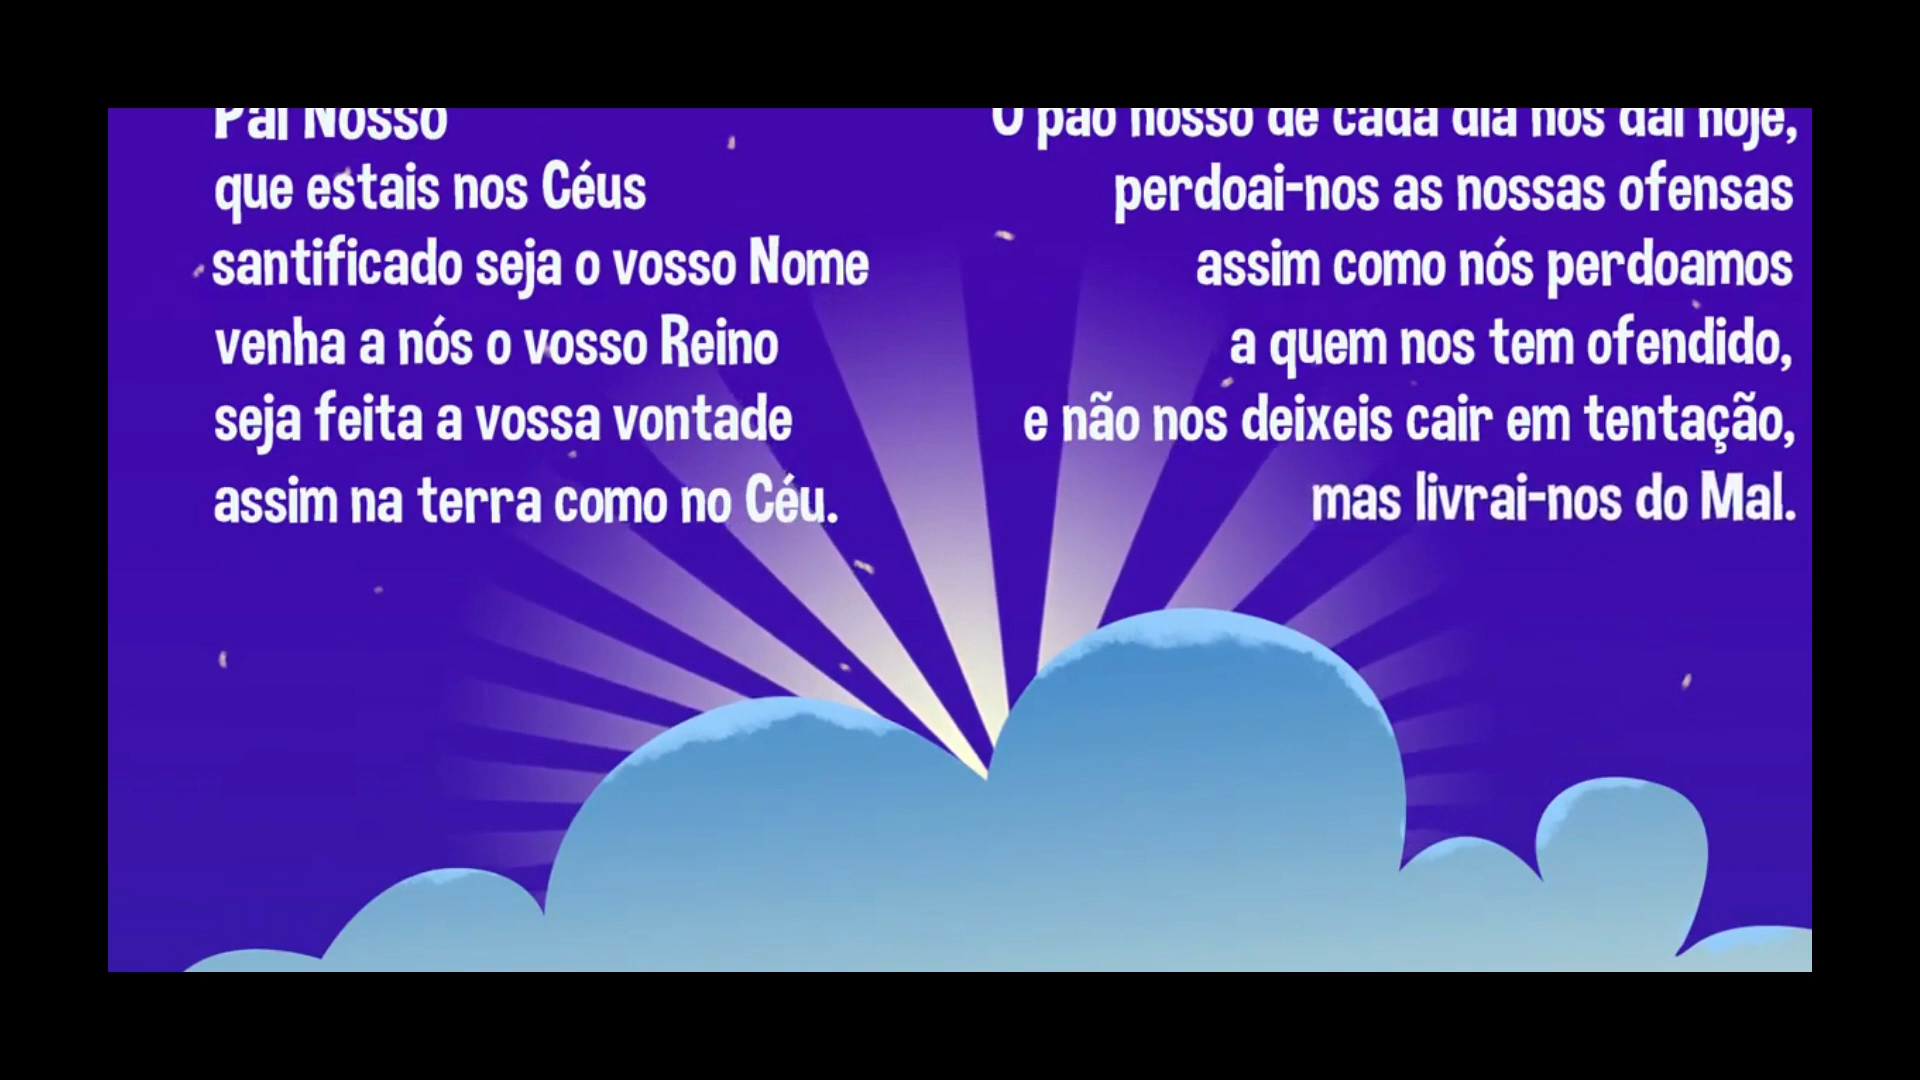 Pai Nosso
que estais nos Céus
santificado seja o vosso Nome
venha a nós o vosso Reino
seja feita a vossa vontade
assim na terra como no Céu.
O pão nosso de cada dia nos dai hoje,
perdoai-nos as nossas ofensas
assim como nós perdoamos
a quem nos tem ofendido,
e não nos deixeis cair em tentação,
mas livrai-nos do Mal.